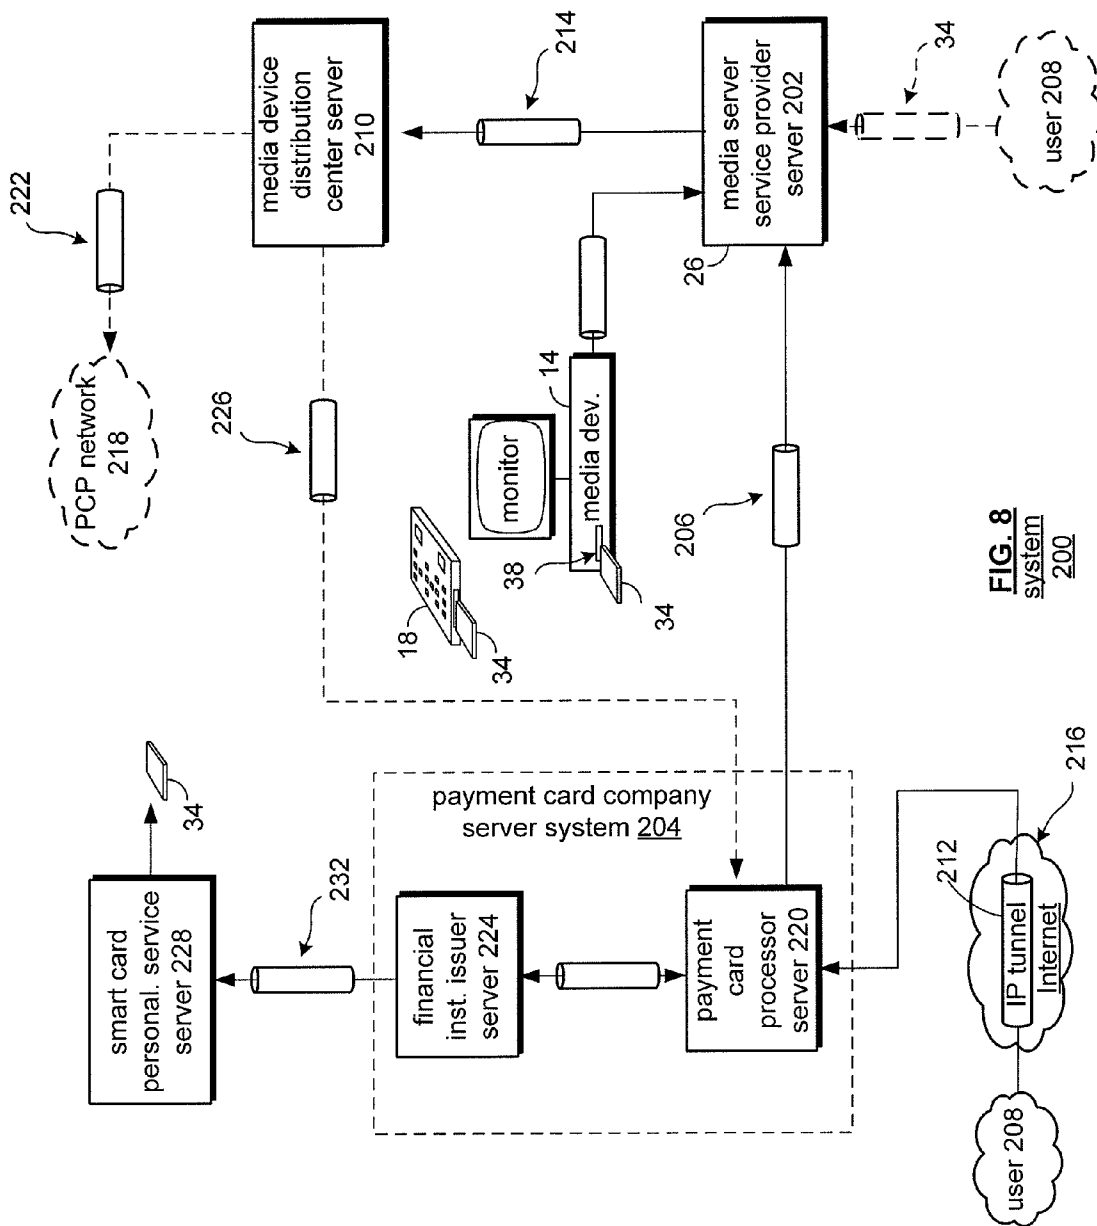 222
PCP network
218
media device
distribution
center server
210
214
34
user 208
media server
service provider
server 202
26
226
monitor
14
media dev.
38
34
18
34
206
FIG. 8
system
200
34
smart card
personal. service
server 228
232
payment card company
server system 204
financial
inst. issuer
server 224
payment
card
processor
server 220
216
212
IP tunnel
Internet
user 208